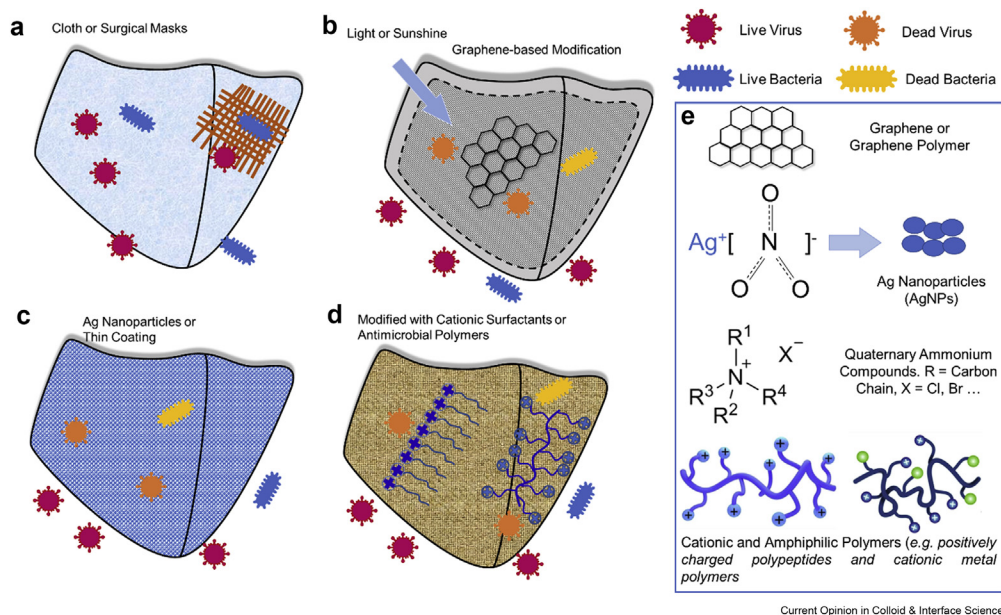 a
Cloth or Surgical Masks
b
Light or Sunshine
Graphene-based Modification
Live Virus
Dead Virus
Live Bacteria
Dead Bacteria
c
Ag Nanoparticles or
Thin Coating
d
Modified with Cationic Surfactants or
Antimicrobial Polymers
e
Graphene or
Graphene Polymer
O
Ag+[ N ]-
O O
Ag Nanoparticles
(AgNPs)
R1
X−
N+
R3 R4
R2
Quaternary Ammonium
Compounds. R = Carbon
Chain, X = Cl, Br ...
Cationic and Amphiphilic Polymers (e.g. positively
charged polypeptides and cationic metal
polymers
Current Opinion in Colloid & Interface Science